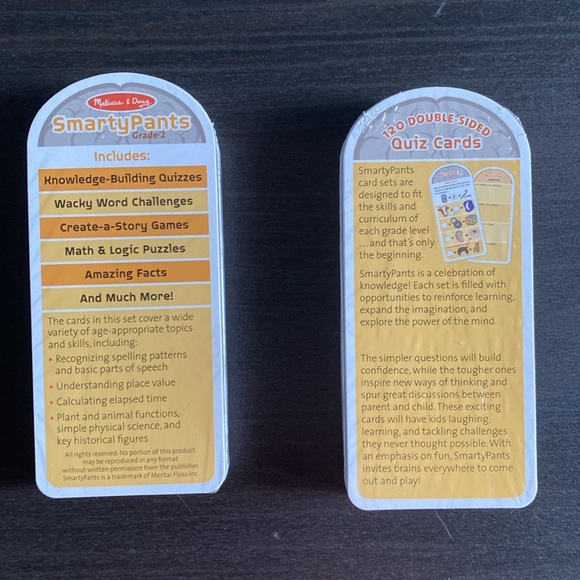 Melissa & Doug
SmartyPants
Grade 2
Includes:
Knowledge-Building Quizzes
Wacky Word Challenges
Create-a-Story Games
Math & Logic Puzzles
Amazing Facts
And Much More!
The cards in this set cover a wide
variety of age-appropriate topics
and skills, including:
• Recognizing spelling patterns
and basic parts of speech
• Understanding place value
• Calculating elapsed time
• Plant and animal functions,
simple physical science, and
key historical figures
All rights reserved. No portion of this product
may be reproduced in any format
without written permission from the publisher.
SmartyPants is a trademark of Mental Floss Inc.
120 DOUBLE-SIDED
Quiz Cards
SmartyPants
card sets are
designed to fit
the skills and
curriculum of
each grade level
...and that's only
the beginning.
SmartyPants is a celebration of
knowledge! Each set is filled with
opportunities to reinforce learning,
expand the imagination, and
explore the power of the mind.
The simpler questions will build
confidence, while the tougher ones
inspire new ways of thinking and
spur great discussions between
parent and child. These exciting
cards will have kids laughing,
learning, and tackling challenges
they never thought possible. With
an emphasis on fun, SmartyPants
invites brains everywhere to come
out and play!